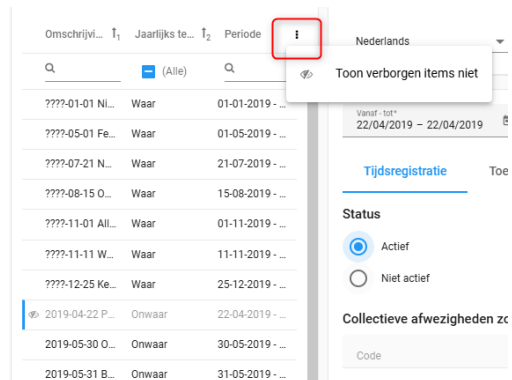 Omschrijvi... ↑1 Jaarlijks te... ↑2 Periode
(Alle)
????-01-01 Ni... Waar 01-01-2019 - ...
????-05-01 Fe... Waar 01-05-2019 - ...
????-07-21 N... Waar 21-07-2019 - ...
????-08-15 O... Waar 15-08-2019 - ...
????-11-01 All... Waar 01-11-2019 - ...
????-11-11 W... Waar 11-11-2019 - ...
????-12-25 Ke... Waar 25-12-2019 - ...
2019-04-22 P... Onwaar 22-04-2019 - ...
2019-05-30 O... Onwaar 30-05-2019 - ...
2019-05-31 B... Onwaar 31-05-2019 - ...
Nederlands
Toon verborgen items niet
Vanaf - tot*
22/04/2019 – 22/04/2019
Tijdsregistratie Toe
Status
Actief
Niet actief
Collectieve afwezigheden zo
Code